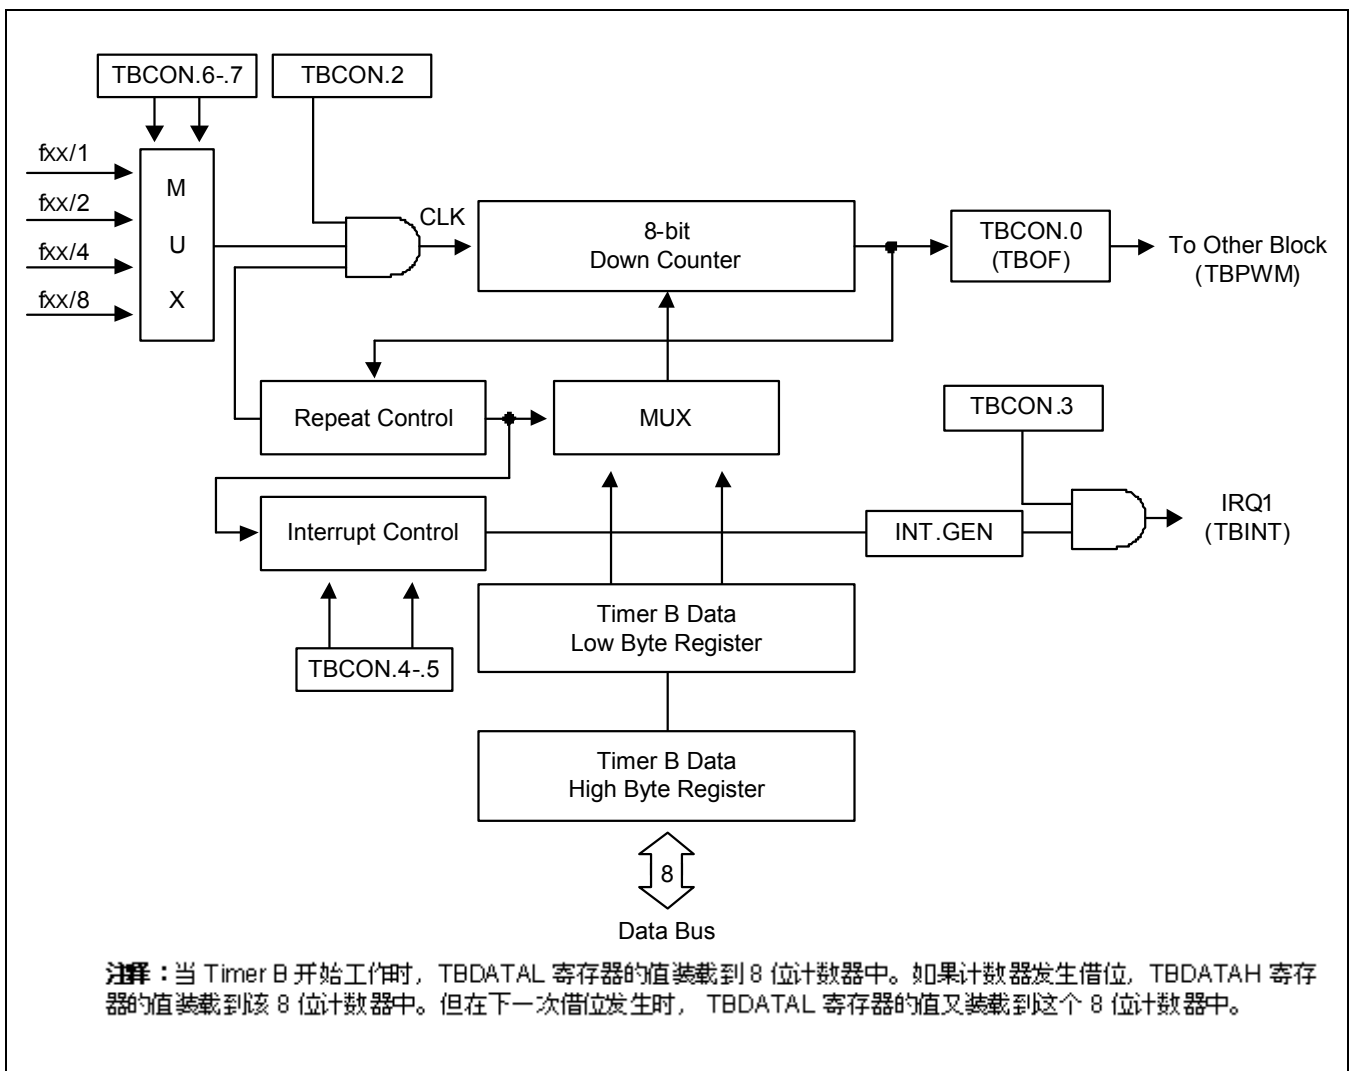 TBCON.6-.7
TBCON.2
fxx/1
fxx/2
fxx/4
fxx/8
M
U
X
CLK
8-bit
Down Counter
TBCON.0
(TBOF)
To Other Block
(TBPWM)
Repeat Control
MUX
TBCON.3
Interrupt Control
INT.GEN
IRQ1
(TBINT)
TBCON.4-.5
Timer B Data
Low Byte Register
Timer B Data
High Byte Register
8
Data Bus
注释：当 Timer B 开始工作时， TBDATAL 寄存器的值装载到 8 位计数器中。如果计数器发生借位， TBDATAH 寄存
器的值装载到该 8 位计数器中。但在下一次借位发生时， TBDATAL 寄存器的值又装载到这个 8 位计数器中。